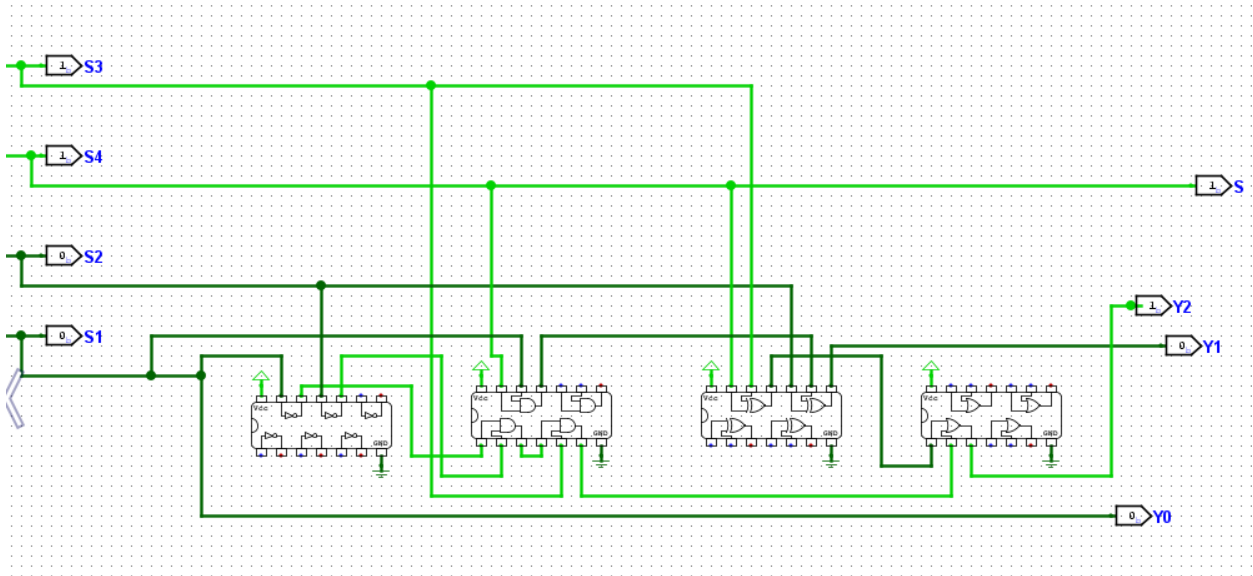 1 S3
1 S4
1 S
0 S2
1 Y2
0 S1
0 Y1
Vcc GND
Vcc GND
Vcc GND
Vcc GND
0 Y0